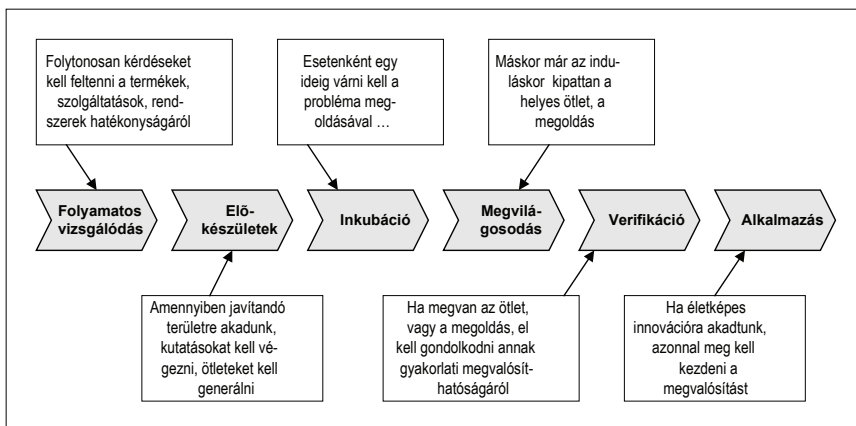 Folytonosan kérdéseket
kell feltenni a termékek,
szolgáltatások, rend-
szerek hatékonyságáról
Esetenként egy
ideig várni kell a
probléma meg-
oldásával ...
Máskor már az indu-
láskor kipattan a
helyes ötlet, a
megoldás
Folyamatos
vizsgálódás
Elõ-
készületek
Inkubáció
Megvilá-
gosodás
Verifikáció
Alkalmazás
Amennyiben javítandó
területre akadunk,
kutatásokat kell vé-
gezni, ötleteket kell
generálni
Ha megvan az ötlet,
vagy a megoldás, el
kell gondolkodni annak
gyakorlati megvalósít-
hatóságáról
Ha életképes
innovációra akadtunk,
azonnal meg kell
kezdeni a
megvalósítást